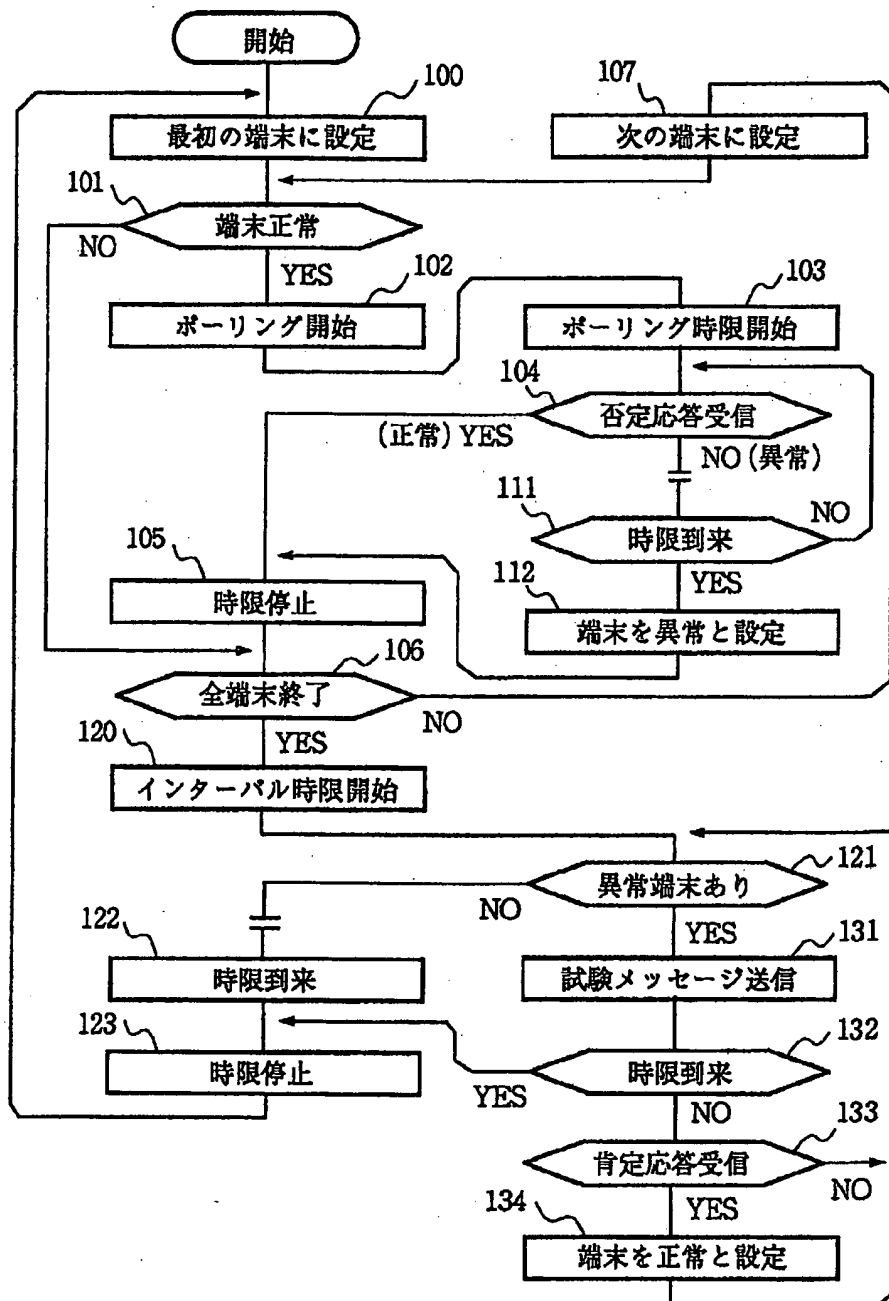 開始
100
最初の端末に設定
107
次の端末に設定
101
端末正常
NO
YES
102
ポーリング開始
103
ポーリング時限開始
104
否定応答受信
(正常) YES
NO (異常)
111
時限到来
NO
YES
105
時限停止
112
端末を異常と設定
106
全端末終了
NO
YES
120
インターバル時限開始
121
異常端末あり
NO
YES
122
時限到来
131
試験メッセージ送信
123
時限停止
132
時限到来
YES
NO
133
肯定応答受信
NO
YES
134
端末を正常と設定